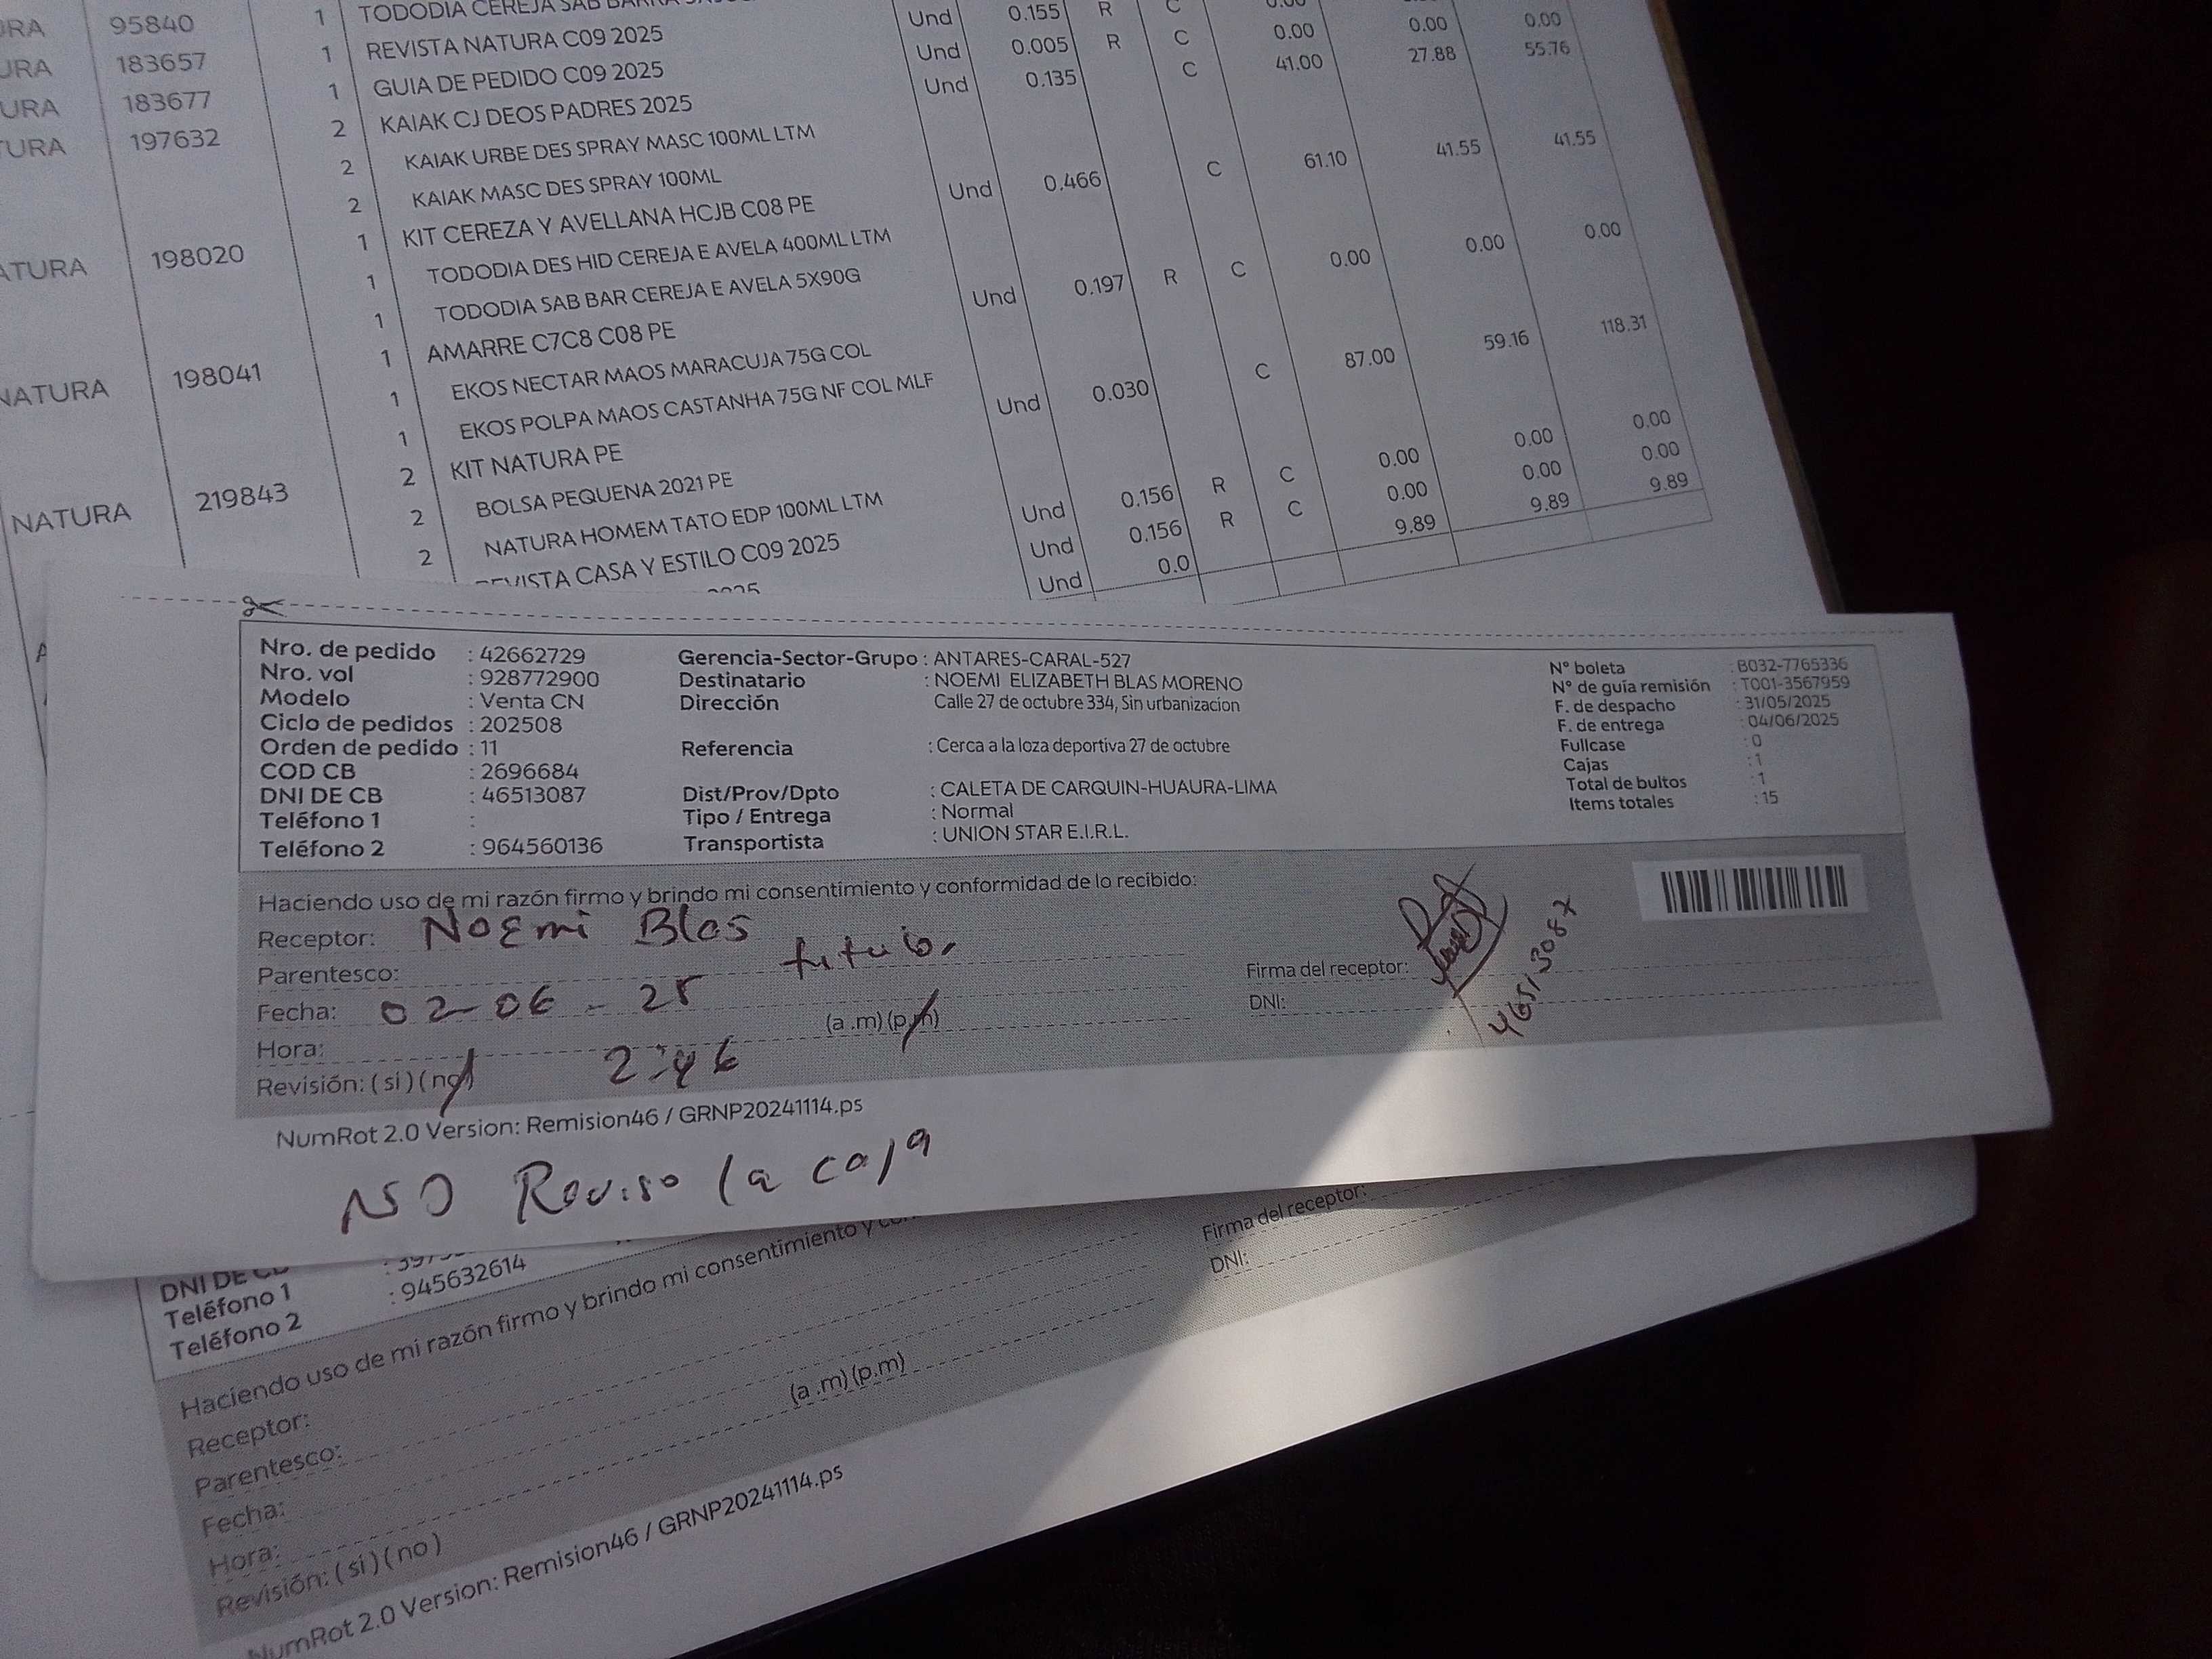 URA 95840 1 TODODIA CEREJA SAB Und 0.155 R C
URA 183657 1 REVISTA NATURA C09 2025 Und 0.005 R C 0.00 0.00 0.00
URA 183677 1 GUIA DE PEDIDO C09 2025 Und 0.135 C 41.00 27.88 55.76
TURA 197632 2 KAIAK CJ DEOS PADRES 2025
2 KAIAK URBE DES SPRAY MASC 100ML LTM
2 KAIAK MASC DES SPRAY 100ML
ATURA 198020 1 KIT CEREZA Y AVELLANA HCJB C08 PE Und 0.466 C 61.10 41.55 41.55
1 TODODIA DES HID CEREJA E AVELA 400ML LTM
1 TODODIA SAB BAR CEREJA E AVELA 5X90G
NATURA 198041 1 AMARRE C7C8 C08 PE Und 0.197 R C 0.00 0.00 0.00
1 EKOS NECTAR MAOS MARACUJA 75G COL
1 EKOS POLPA MAOS CASTANHA 75G NF COL MLF
NATURA 219843 2 KIT NATURA PE Und 0.030 C 87.00 59.16 118.31
2 BOLSA PEQUENA 2021 PE
2 NATURA HOMEM TATO EDP 100ML LTM
REVISTA CASA Y ESTILO C09 2025 Und 0.156 R C 0.00 0.00 0.00
2025 Und 0.156 R C 0.00 0.00 0.00
Und 0.0 9.89 9.89 9.89
Nro. de pedido : 42662729 Gerencia-Sector-Grupo : ANTARES-CARAL-527 N° boleta : B032-7765336
Nro. vol : 928772900 Destinatario : NOEMI ELIZABETH BLAS MORENO N° de guía remisión : T001-3567959
Modelo : Venta CN Dirección Calle 27 de octubre 334, Sin urbanizacion F. de despacho : 31/05/2025
Ciclo de pedidos : 202508 F. de entrega : 04/06/2025
Orden de pedido : 11 Referencia : Cerca a la loza deportiva 27 de octubre Fullcase : 0
COD CB : 2696684 Cajas : 1
DNI DE CB : 46513087 Dist/Prov/Dpto : CALETA DE CARQUIN-HUAURA-LIMA Total de bultos : 1
Teléfono 1 : Tipo / Entrega : Normal Items totales : 15
Teléfono 2 : 964560136 Transportista : UNION STAR E.I.R.L.
Haciendo uso de mi razón firmo y brindo mi consentimiento y conformidad de lo recibido:
Receptor: Noemi Blas
Parentesco: titular Firma del receptor:
Fecha: 02-06-25 DNI: 46513087
Hora: 2:46 (a .m) (p.m)
Revisión: ( si ) ( no)
NumRot 2.0 Version: Remision46 / GRNP20241114.ps
NO Reviso la caja
DNI DE CB
Teléfono 1 : 945632614
Teléfono 2
Haciendo uso de mi razón firmo y brindo mi consentimiento y
Receptor: Firma del receptor:
Parentesco: DNI:
Fecha:
Hora: (a .m) (p.m)
Revisión: ( si ) ( no )
NumRot 2.0 Version: Remision46 / GRNP20241114.ps